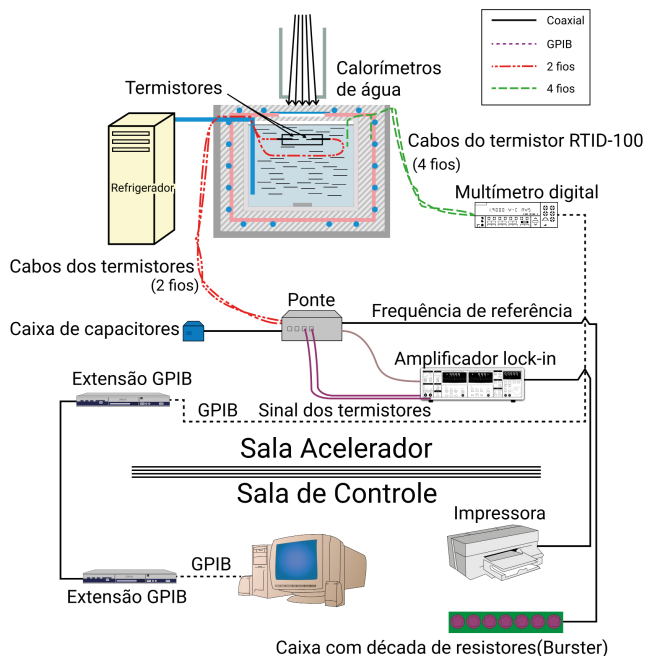 Coaxial
GPIB
2 fios
4 fios
Calorímetros
de água
Termistores
Refrigerador
Cabos do termistor RTID-100
(4 fios)
Multímetro digital
Cabos dos termistores
(2 fios)
Ponte
Frequência de referência
Caixa de capacitores
Amplificador lock-in
Extensão GPIB
GPIB
Sinal dos termistores
Sala Acelerador
Sala de Controle
Impressora
GPIB
Extensão GPIB
Caixa com década de resistores(Burster)